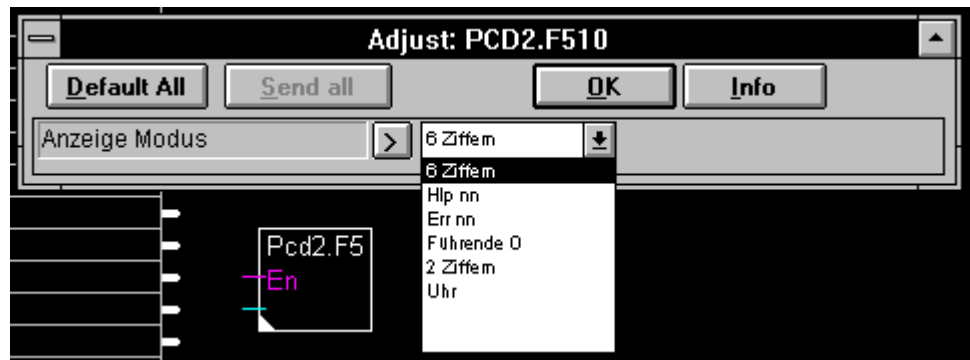 Adjust: PCD2.F510
Default All Send all OK Info
Anzeige Modus > 6 Ziffern
6 Ziffern
Hlp nn
Err nn
Führende 0
2 Ziffern
Uhr
Pcd2.F5
En